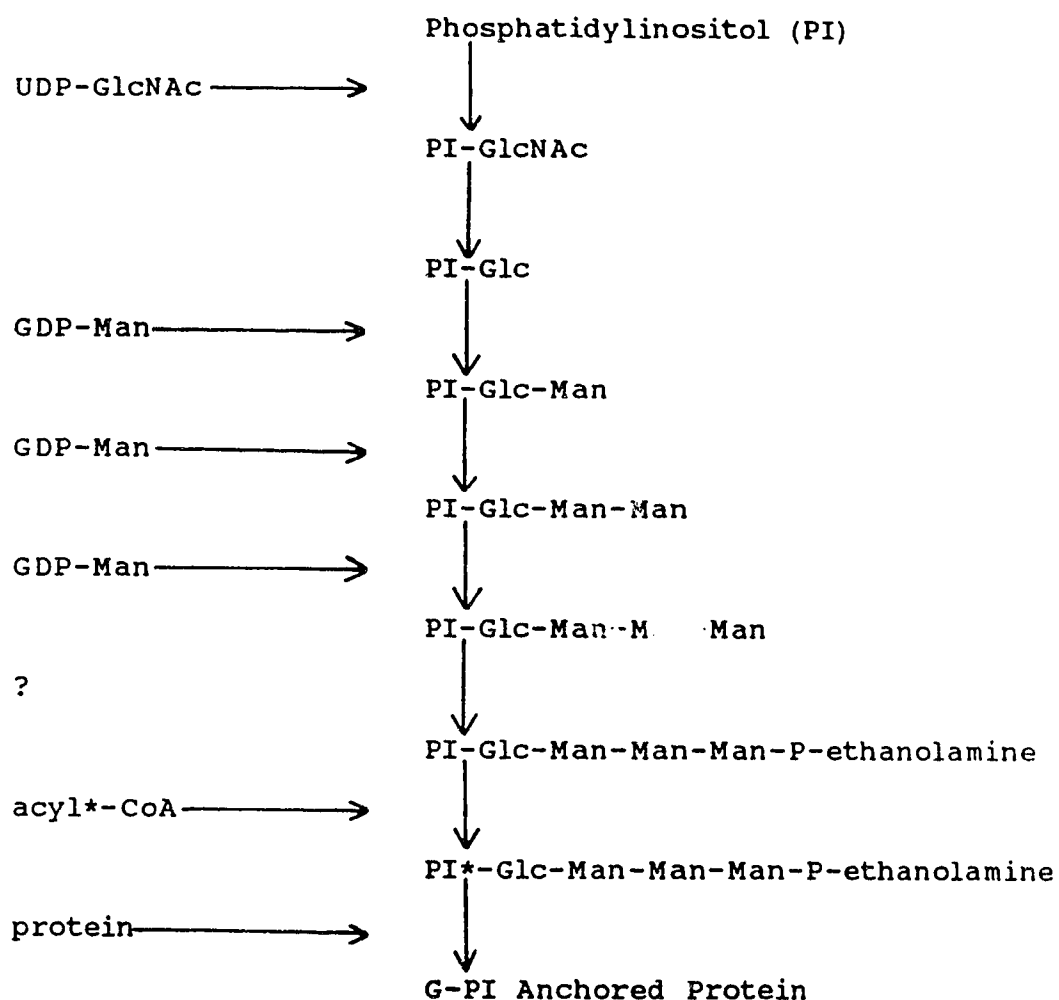 Phosphatidylinositol (PI)
UDP-GlcNAc
PI-GlcNAc
PI-Glc
GDP-Man
PI-Glc-Man
GDP-Man
PI-Glc-Man-Man
GDP-Man
PI-Glc-Man-M Man
?
PI-Glc-Man-Man-Man-P-ethanolamine
acyl*-CoA
PI*-Glc-Man-Man-Man-P-ethanolamine
protein
G-PI Anchored Protein